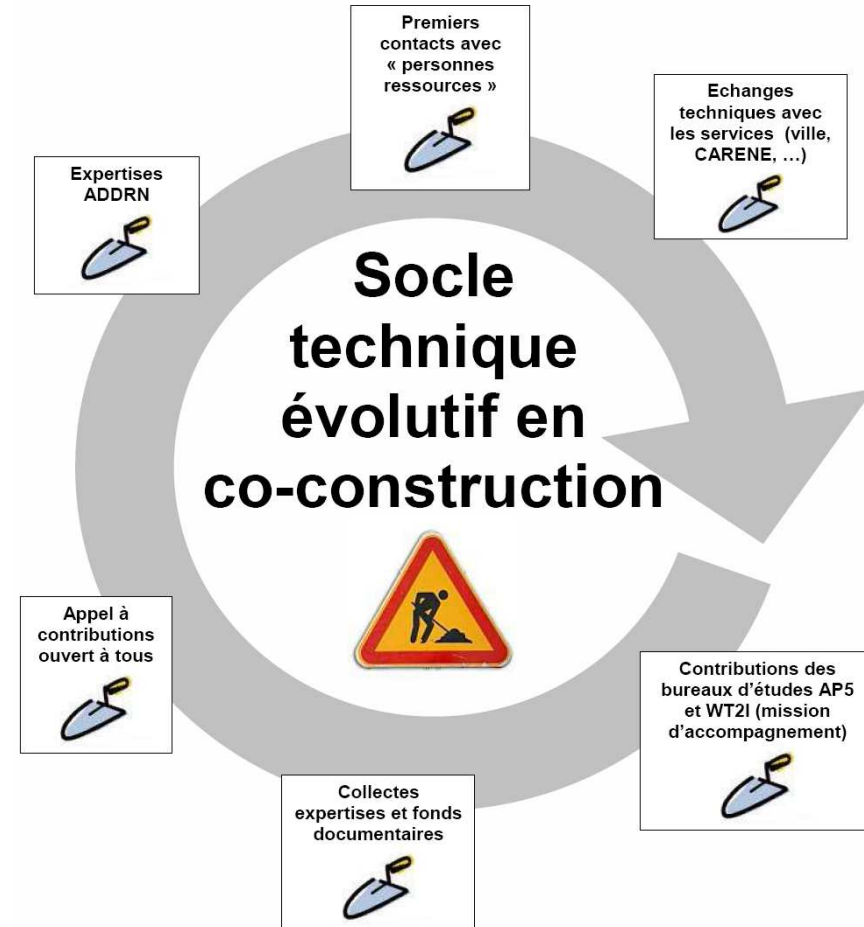 Premiers
contacts avec
« personnes
ressources »
Echanges
techniques avec
les services (ville,
CARENE, …)
Expertises
ADDRN
Socle
technique
évolutif en
co-construction
Appel à
contributions
ouvert à tous
Contributions des
bureaux d’études AP5
et WT2I (mission
d’accompagnement)
Collectes
expertises et fonds
documentaires